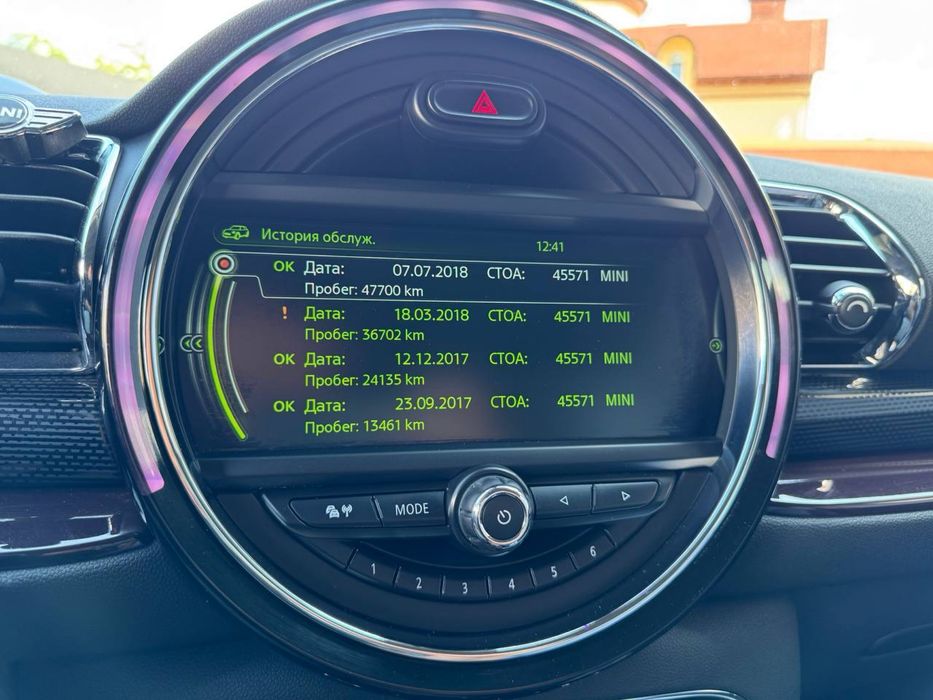 NI
История обслуж.
12:41
OK Дата: 07.07.2018 СТОА: 45571 MINI
Пробег: 47700 km
! Дата: 18.03.2018 СТОА: 45571 MINI
Пробег: 36702 km
OK Дата: 12.12.2017 СТОА: 45571 MINI
Пробег: 24135 km
OK Дата: 23.09.2017 СТОА: 45571 MINI
Пробег: 13461 km
MODE
1 2 3 4 5 6